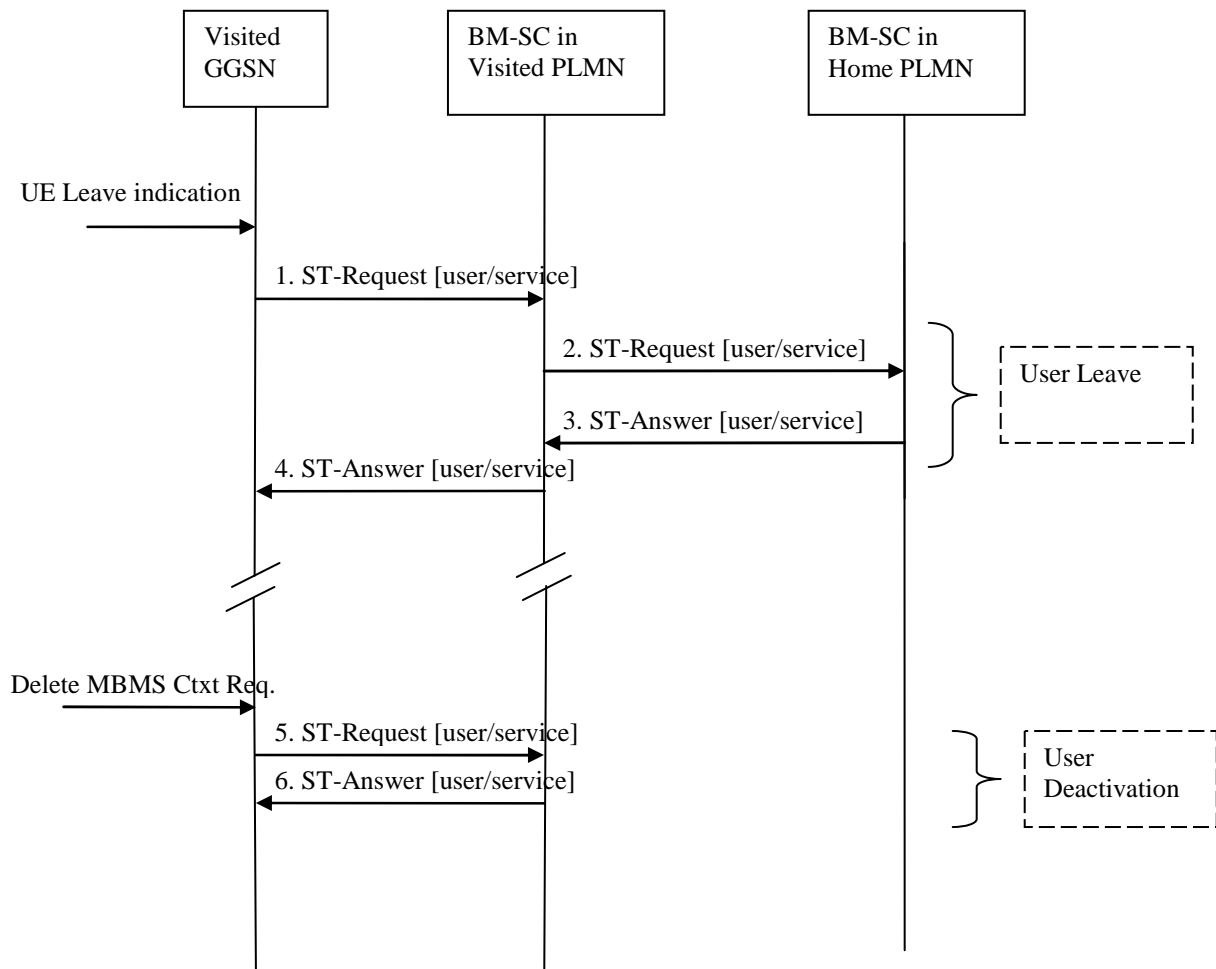 Visited
GGSN
BM-SC in
Visited PLMN
BM-SC in
Home PLMN
UE Leave indication
1. ST-Request [user/service]
2. ST-Request [user/service]
User Leave
3. ST-Answer [user/service]
4. ST-Answer [user/service]
Delete MBMS Ctxt Req.
5. ST-Request [user/service]
6. ST-Answer [user/service]
User
Deactivation